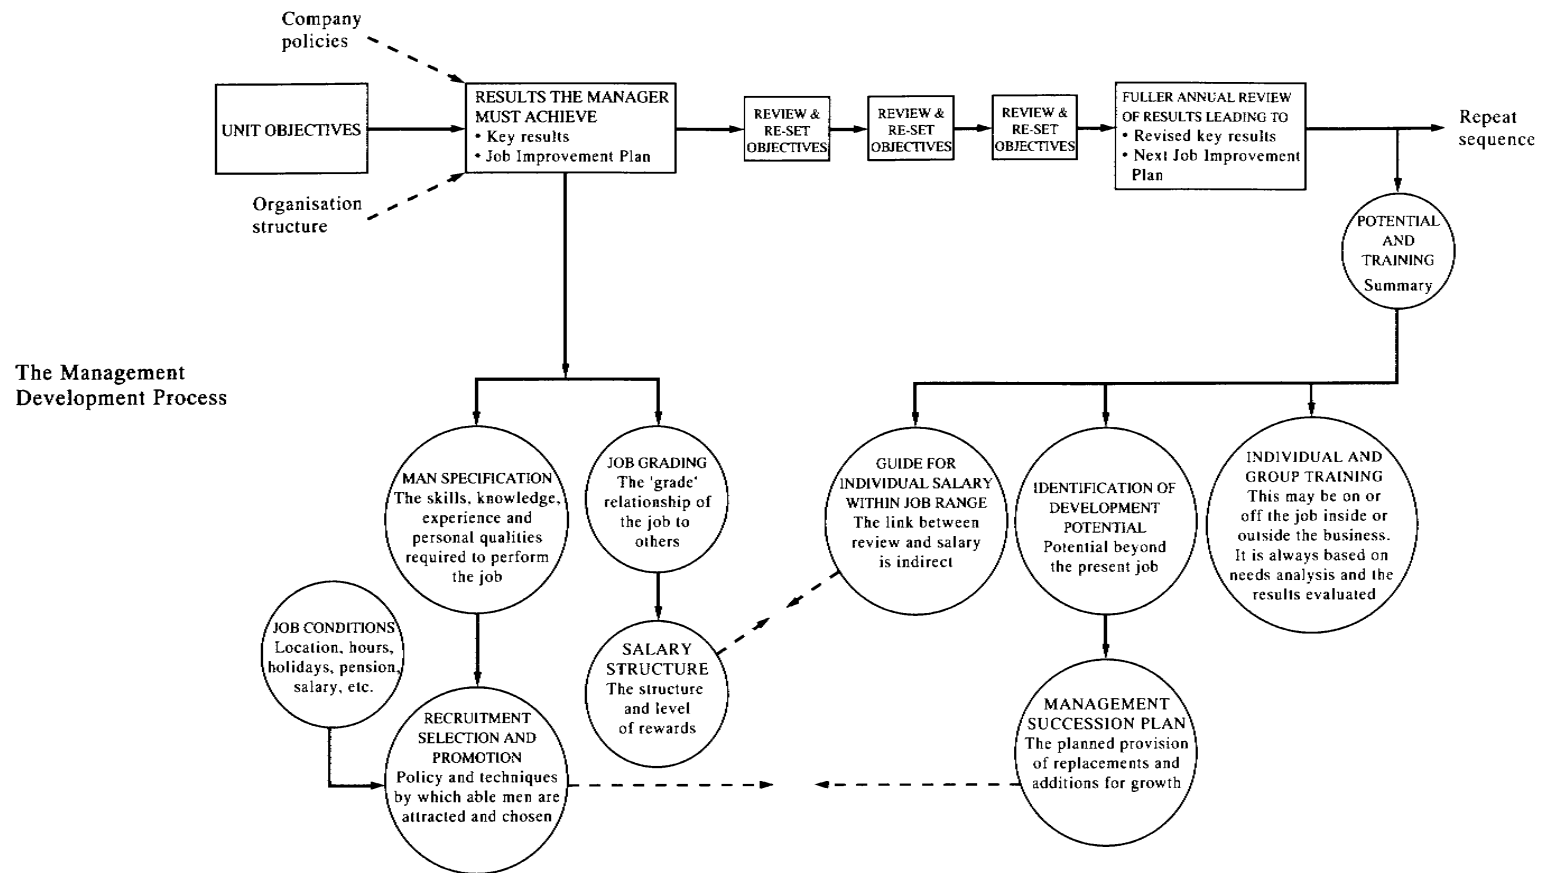 Company
policies
UNIT OBJECTIVES
RESULTS THE MANAGER
MUST ACHIEVE
• Key results
• Job Improvement Plan
REVIEW &
RE-SET
OBJECTIVES
REVIEW &
RE-SET
OBJECTIVES
REVIEW &
RE-SET
OBJECTIVES
FULLER ANNUAL REVIEW
OF RESULTS LEADING TO
• Revised key results
• Next Job Improvement
Plan
Repeat
sequence
Organisation
structure
POTENTIAL
AND
TRAINING
Summary
The Management
Development Process
MAN SPECIFICATION
The skills, knowledge,
experience and
personal qualities
required to perform
the job
JOB GRADING
The 'grade'
relationship of
the job to
others
GUIDE FOR
INDIVIDUAL SALARY
WITHIN JOB RANGE
The link between
review and salary
is indirect
IDENTIFICATION OF
DEVELOPMENT
POTENTIAL
Potential beyond
the present job
INDIVIDUAL AND
GROUP TRAINING
This may be on or
off the job inside or
outside the business.
It is always based on
needs analysis and the
results evaluated
JOB CONDITIONS
Location, hours,
holidays, pension,
salary, etc.
SALARY
STRUCTURE
The structure
and level
of rewards
RECRUITMENT
SELECTION AND
PROMOTION
Policy and techniques
by which able men are
attracted and chosen
MANAGEMENT
SUCCESSION PLAN
The planned provision
of replacements and
additions for growth